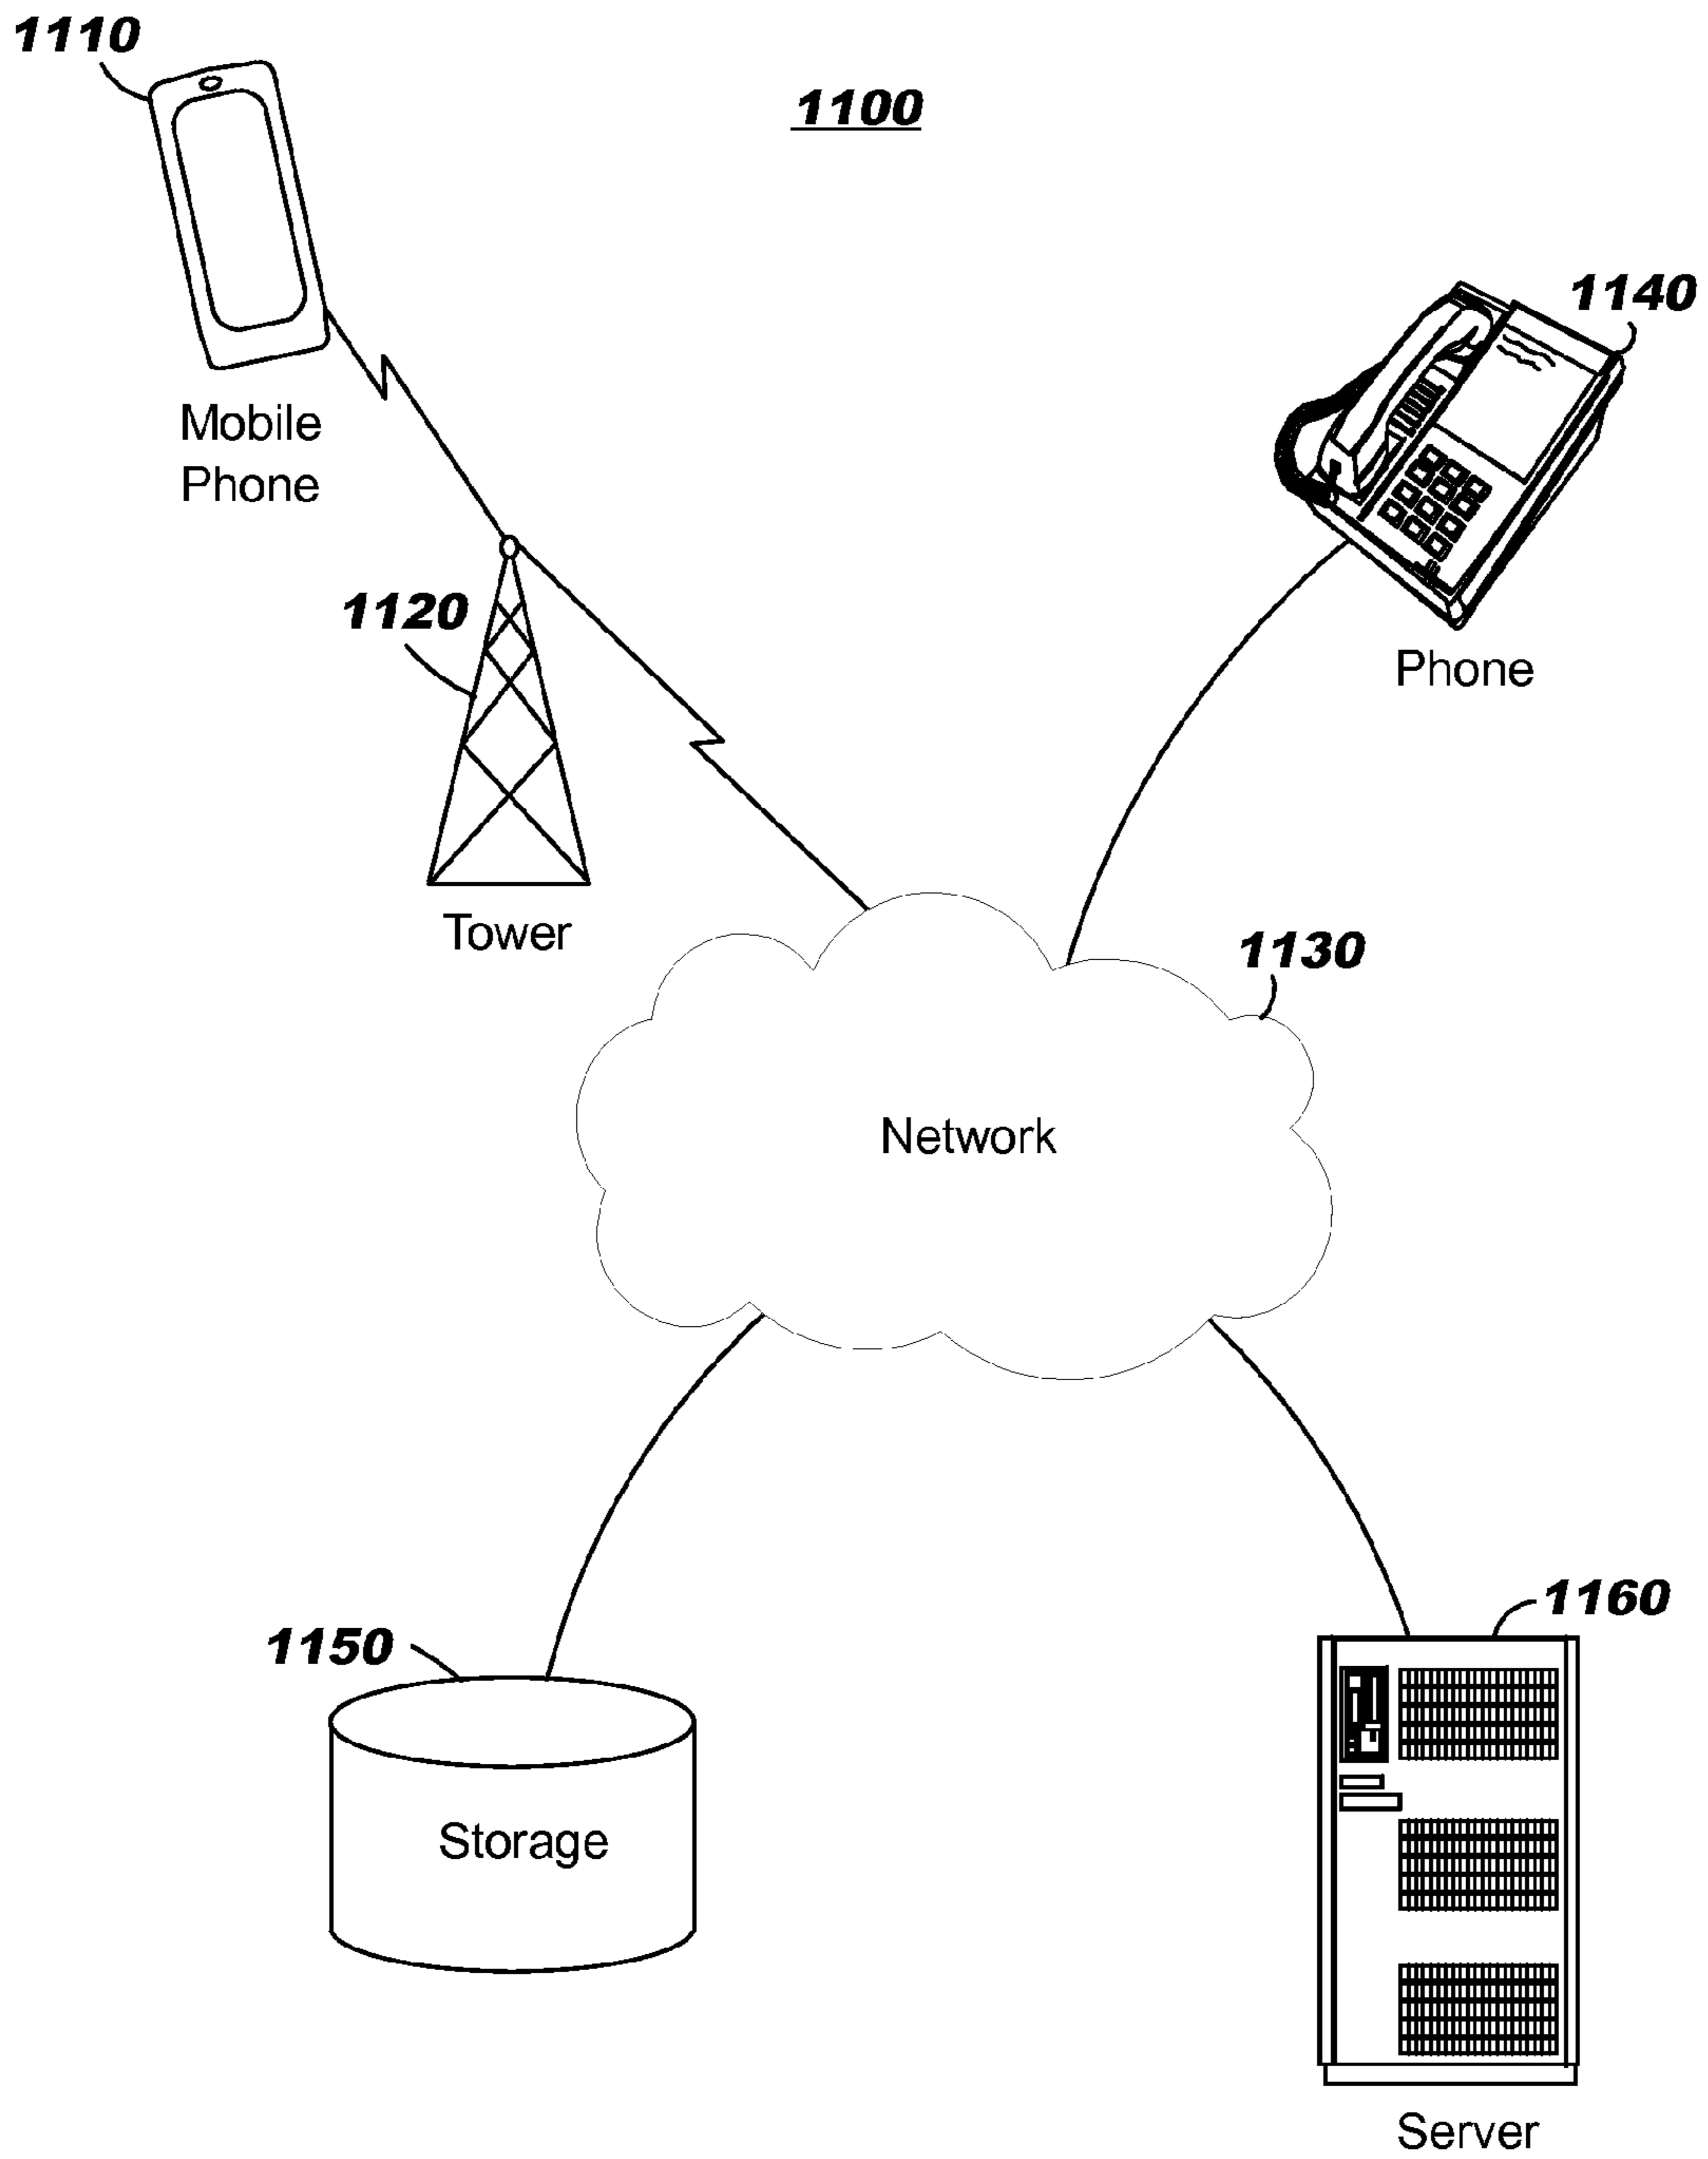 1110
1100
Mobile
Phone
1140
1120
Phone
Tower
1130
Network
1150
1160
Storage
Server